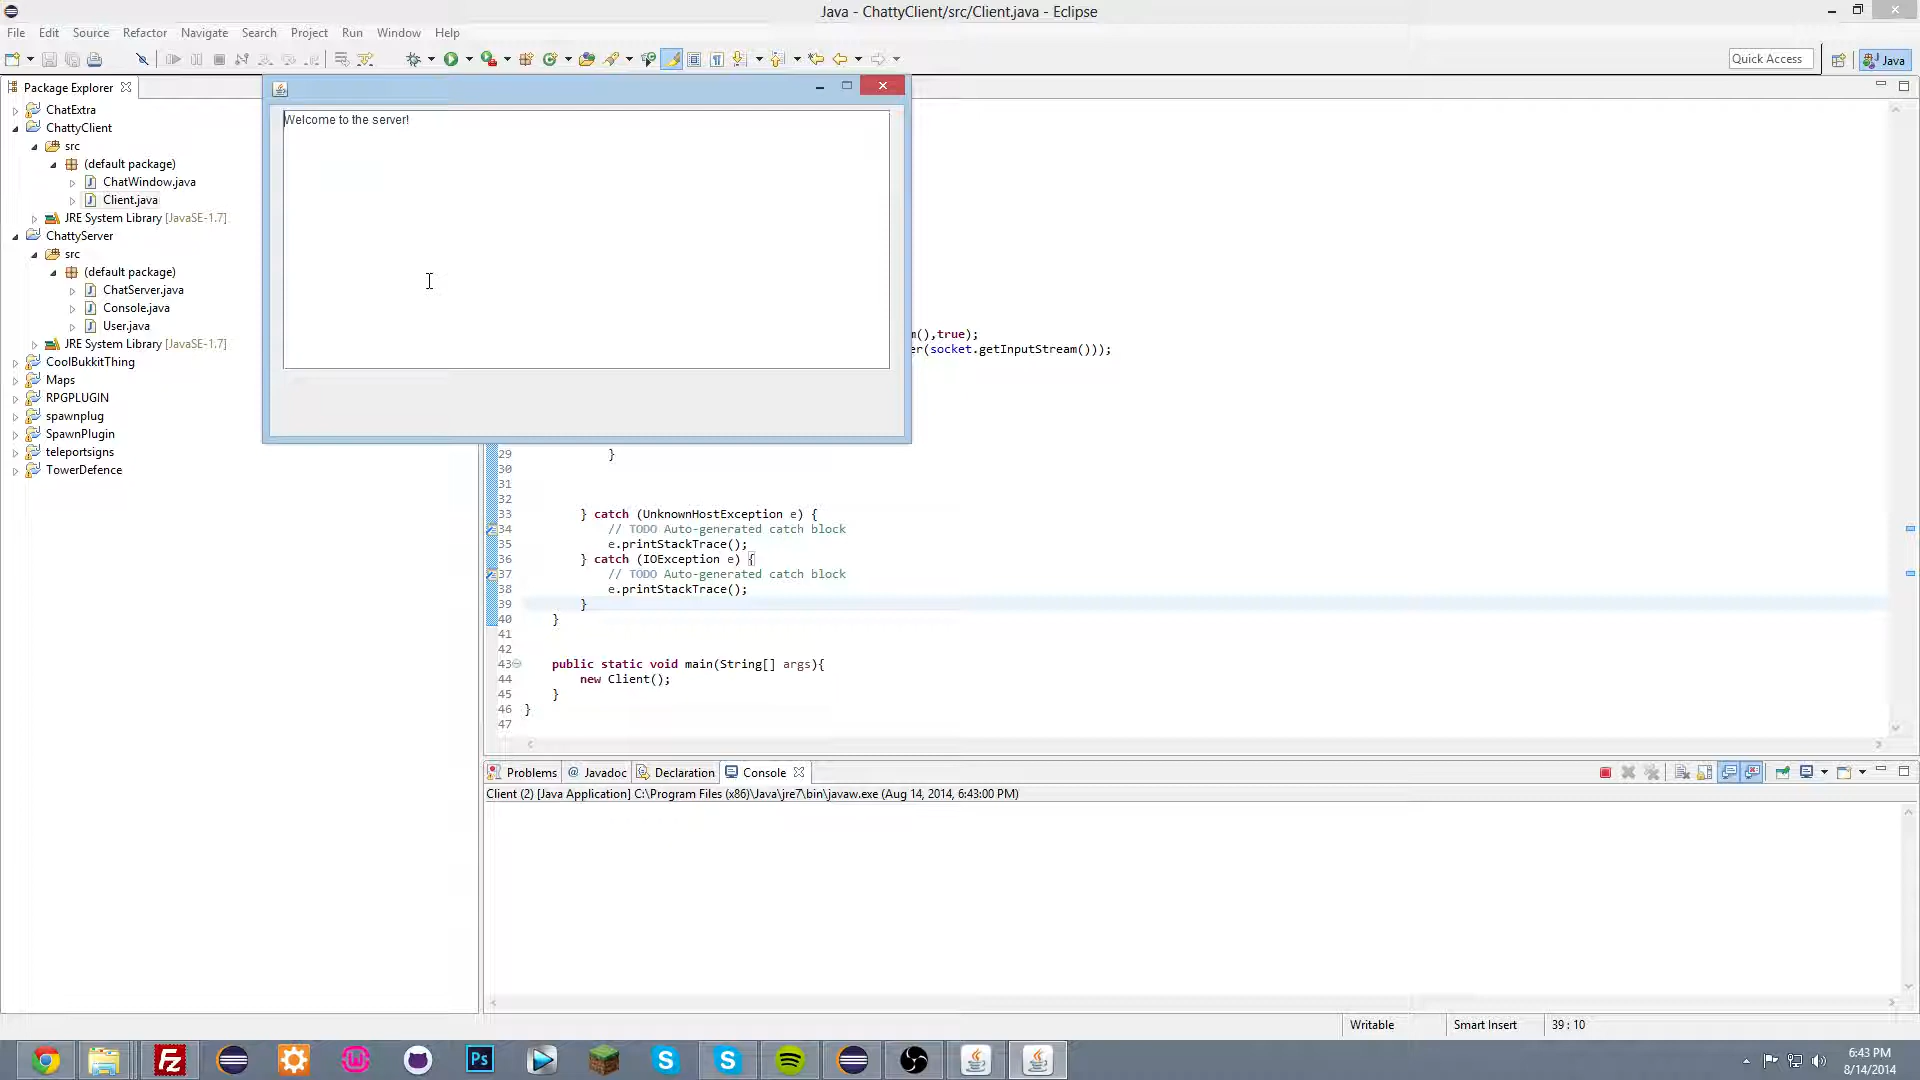 Java - ChattyClient/src/Client.java - Eclipse
File Edit Source Refactor Navigate Search Project Run Window Help
Quick Access
Java
Package Explorer
ChatExtra
ChattyClient
src
(default package)
ChatWindow.java
Client.java
JRE System Library [JavaSE-1.7]
ChattyServer
src
(default package)
ChatServer.java
Console.java
User.java
JRE System Library [JavaSE-1.7]
CoolBukkitThing
Maps
RPGPLUGIN
spawnplug
SpawnPlugin
teleportsigns
TowerDefence
Welcome to the server!
(),true);
er(socket.getInputStream()));
29 }
30
31
32
33 } catch (UnknownHostException e) {
34 // TODO Auto-generated catch block
35 e.printStackTrace();
36 } catch (IOException e) {
37 // TODO Auto-generated catch block
38 e.printStackTrace();
39 }
40 }
41
42
43 public static void main(String[] args){
44 new Client();
45 }
46 }
47
Problems @ Javadoc Declaration Console
Client (2) [Java Application] C:\Program Files (x86)\Java\jre7\bin\javaw.exe (Aug 14, 2014, 6:43:00 PM)
Writable Smart Insert 39 : 10
Fz Ps
6:43 PM
8/14/2014